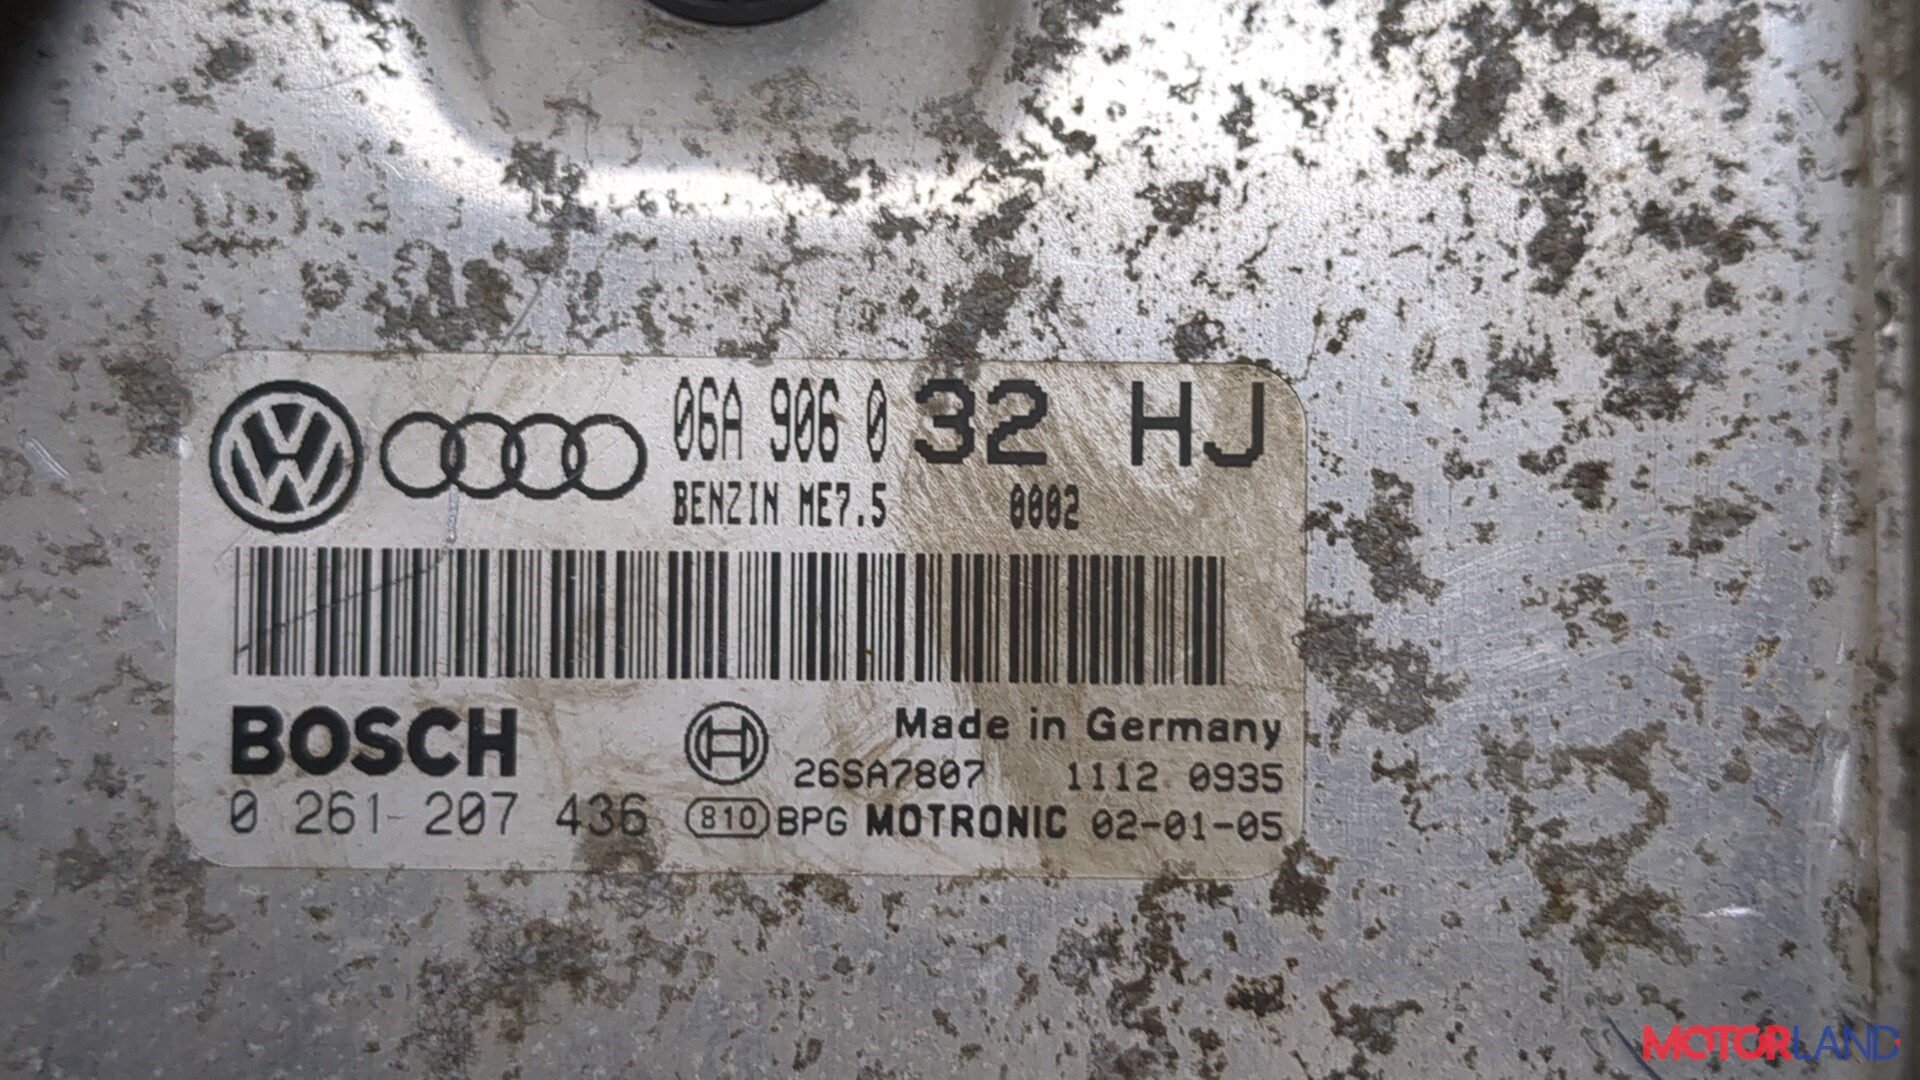 06A 906 032 HJ
BENZIN ME7.5 0002
BOSCH
Made in Germany
26SA7807 1112 0935
0 261 207 436
810 BPG MOTRONIC 02-01-05
MOTORLAND